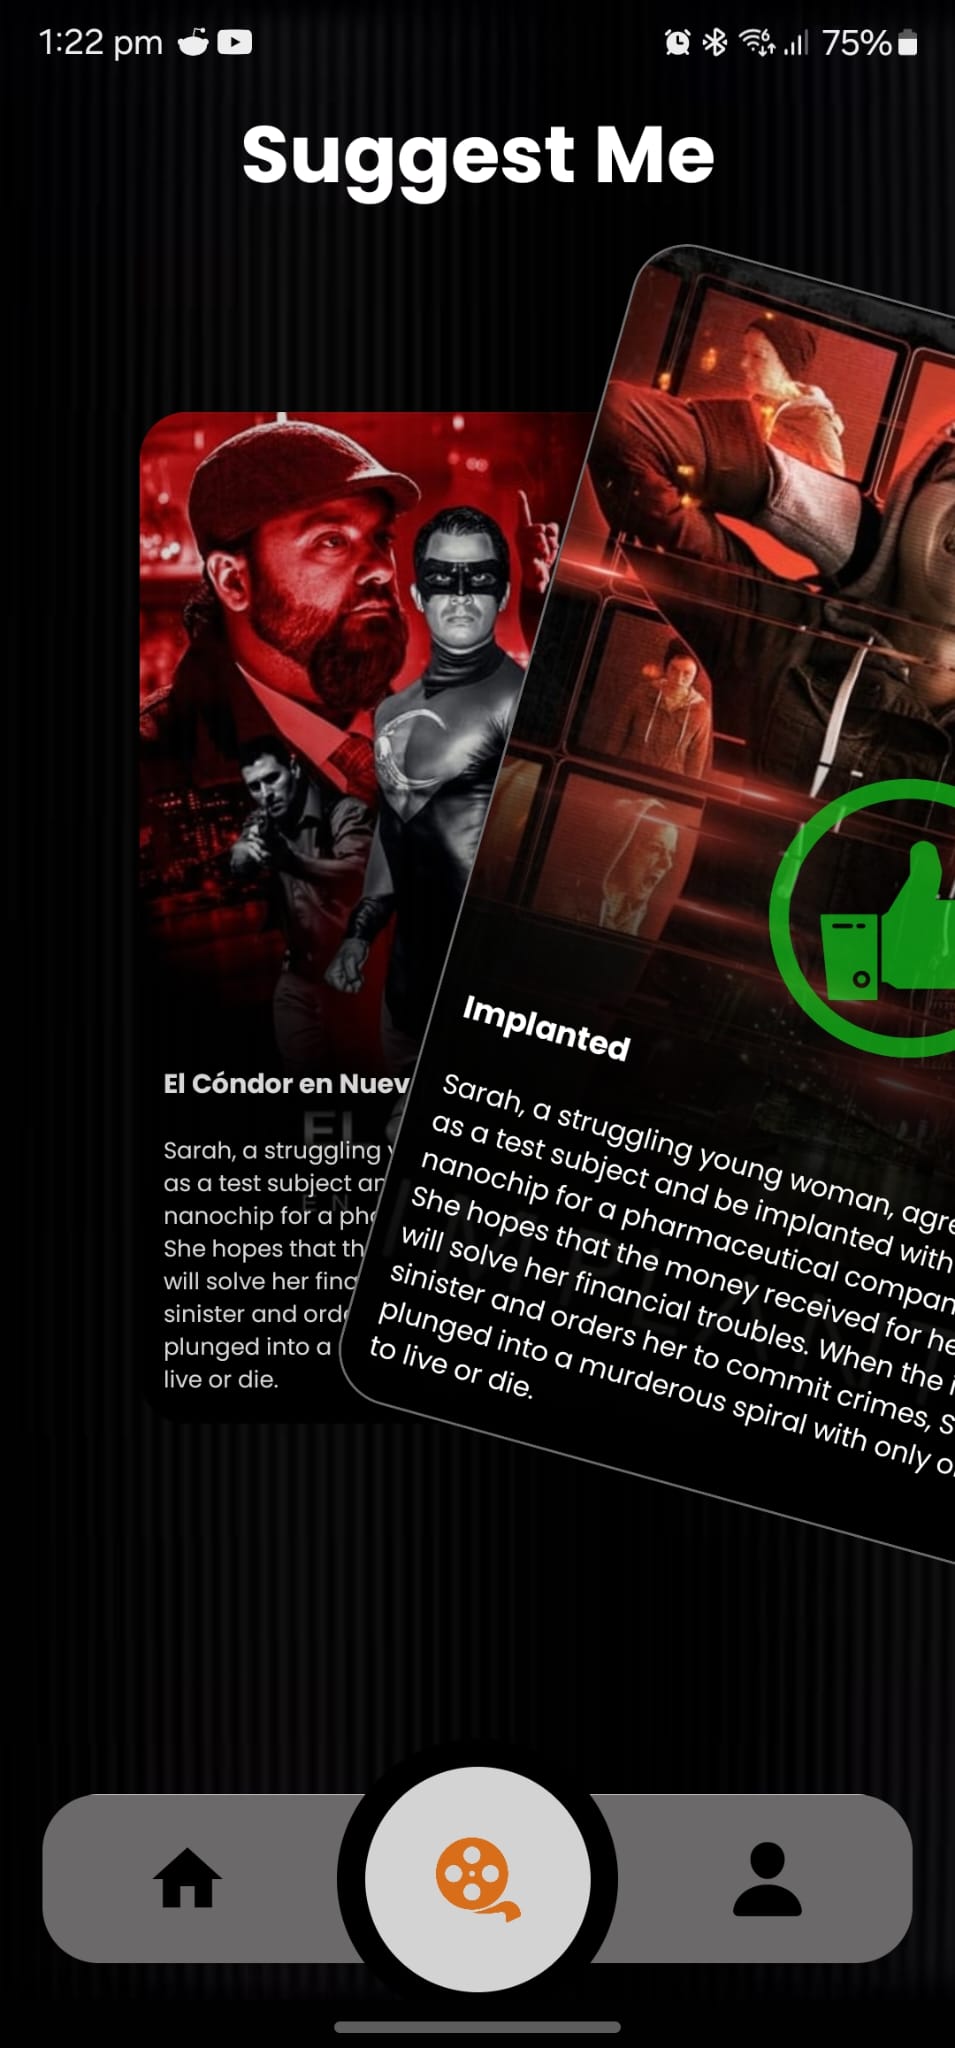 1:22 pm
75%
Suggest Me
El Cóndor en Nuev
Sarah, a struggling
as a test subject an
nanochip for a pha
She hopes that th
will solve her fina
sinister and orde
plunged into a
live or die.
Implanted
Sarah, a struggling young woman, agre
as a test subject and be implanted with
nanochip for a pharmaceutical compan
She hopes that the money received for he
will solve her financial troubles. When the i
sinister and orders her to commit crimes, S
plunged into a murderous spiral with only o
to live or die.